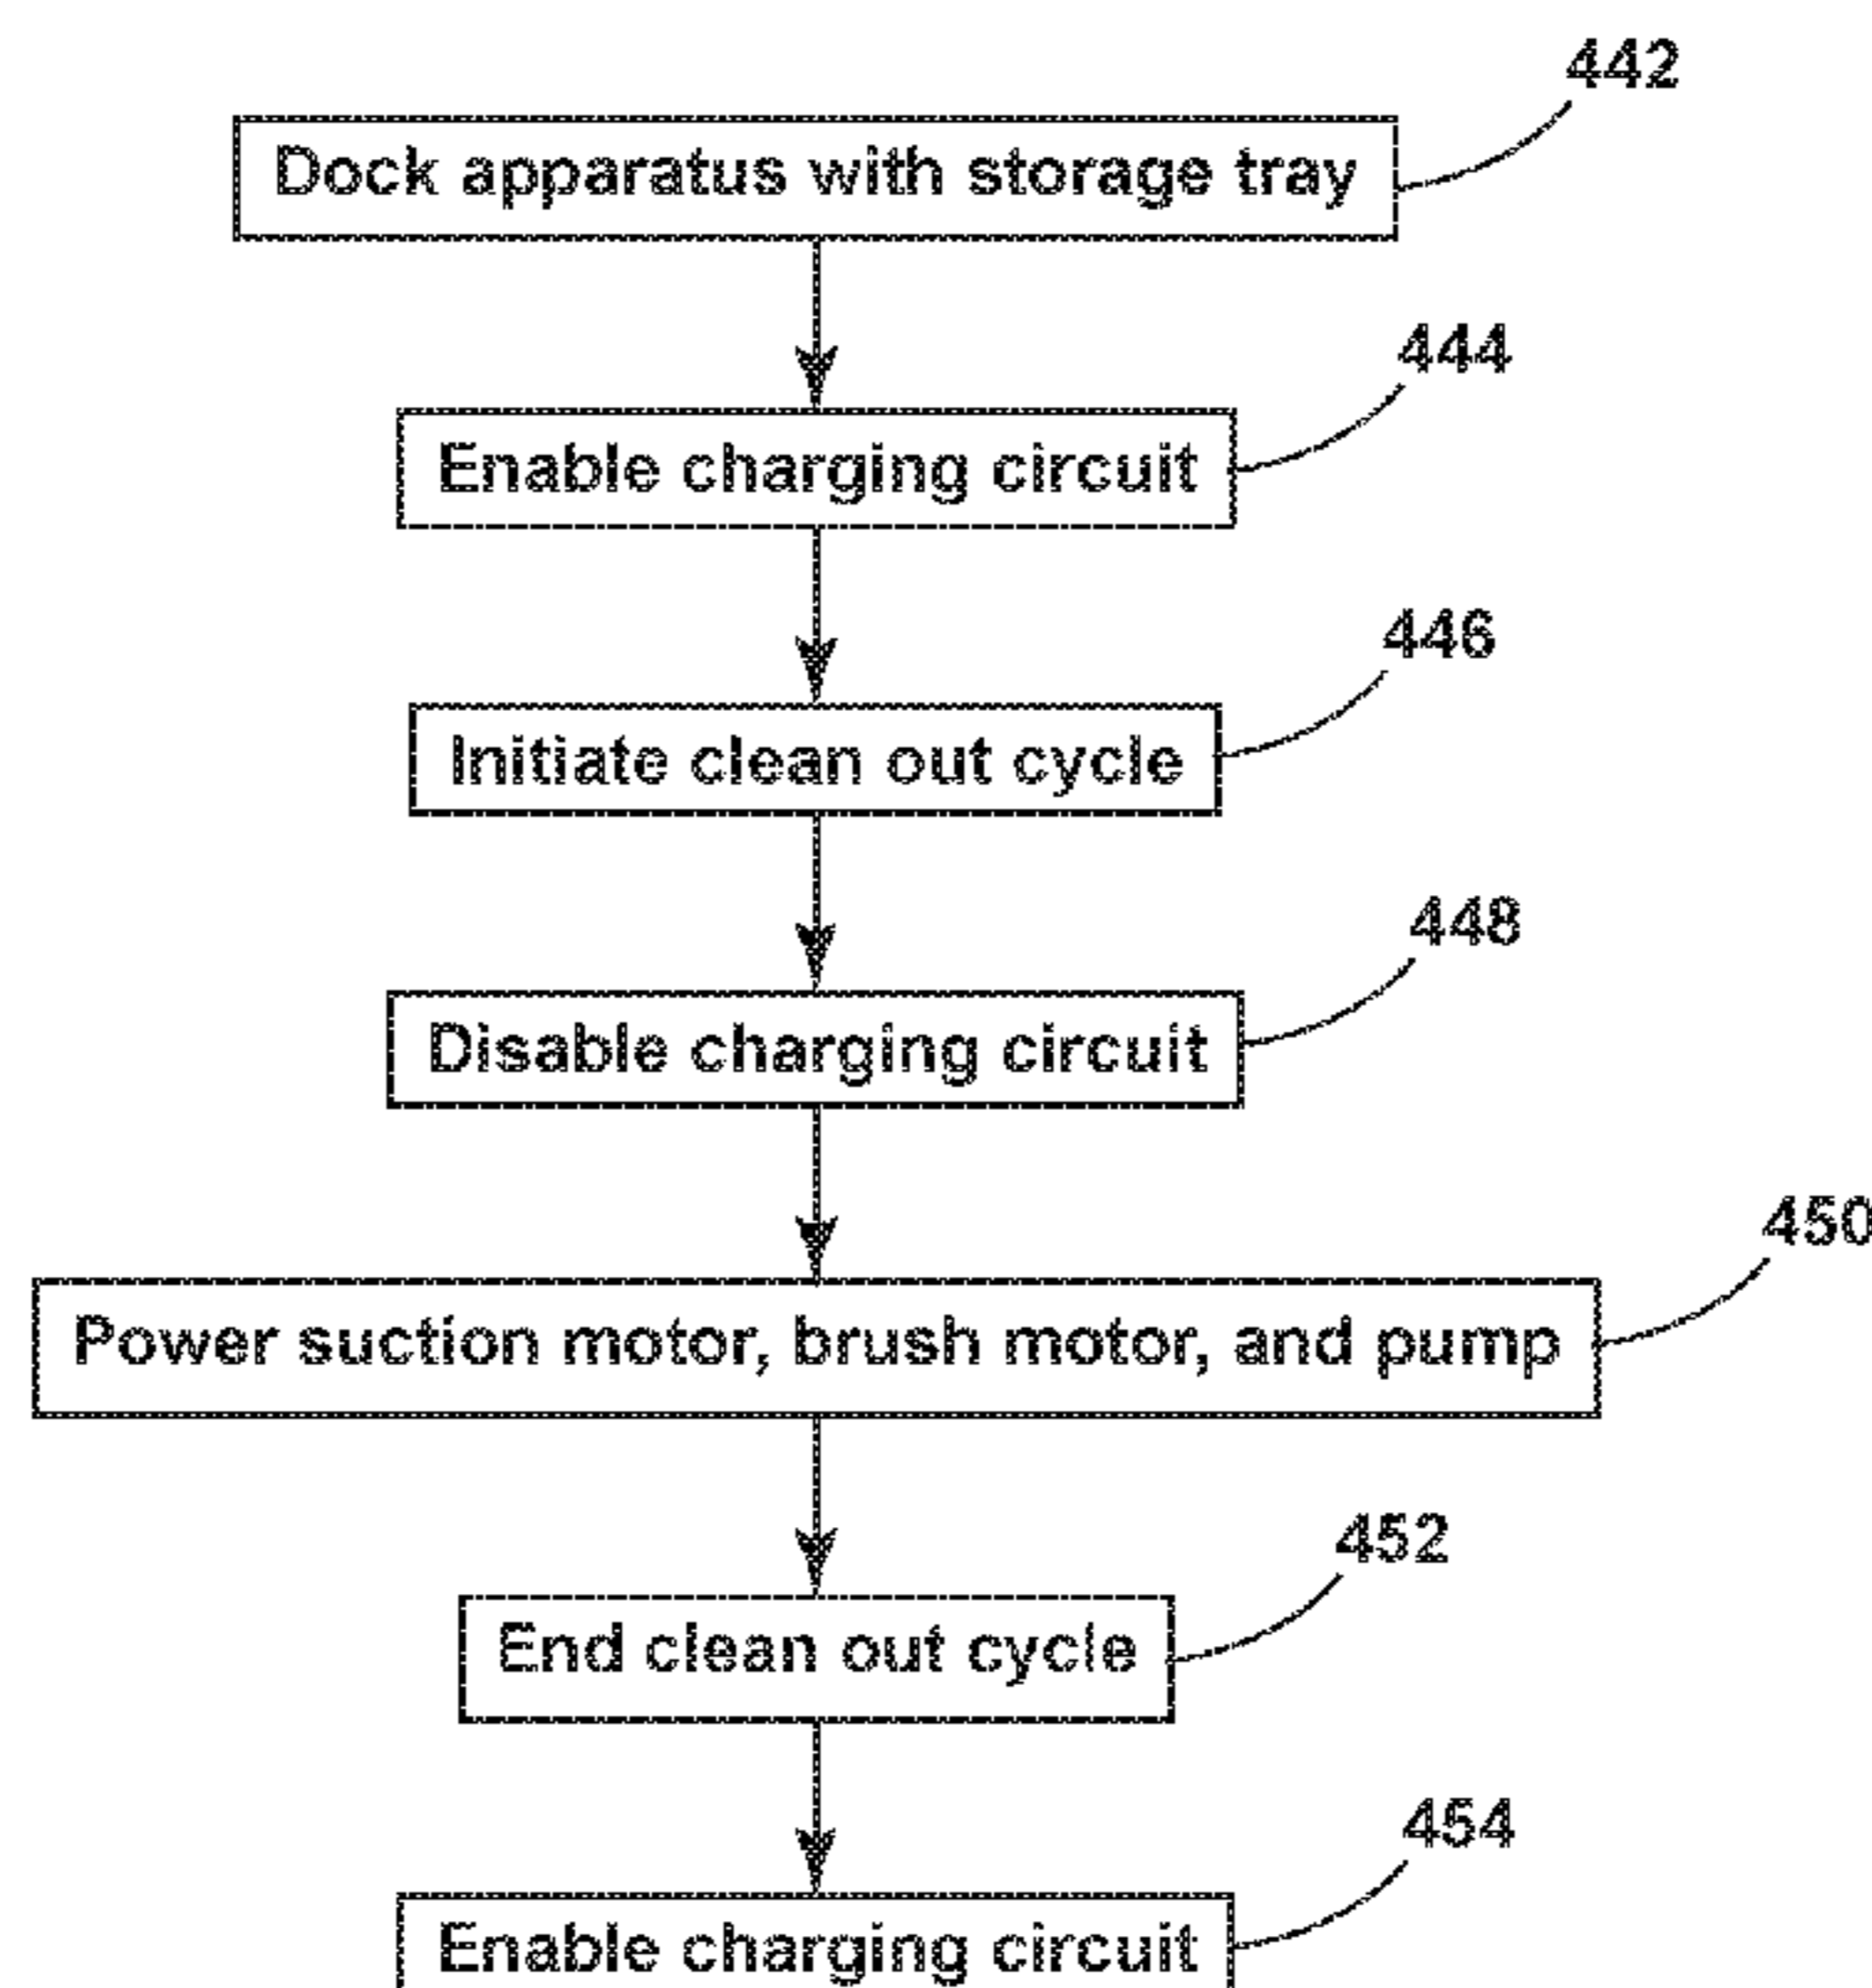 442
Dock apparatus with storage tray
444
Enable charging circuit
446
Initiate clean out cycle
448
Disable charging circuit
450
Power suction motor, brush motor, and pump
452
End clean out cycle
454
Enable charging circuit